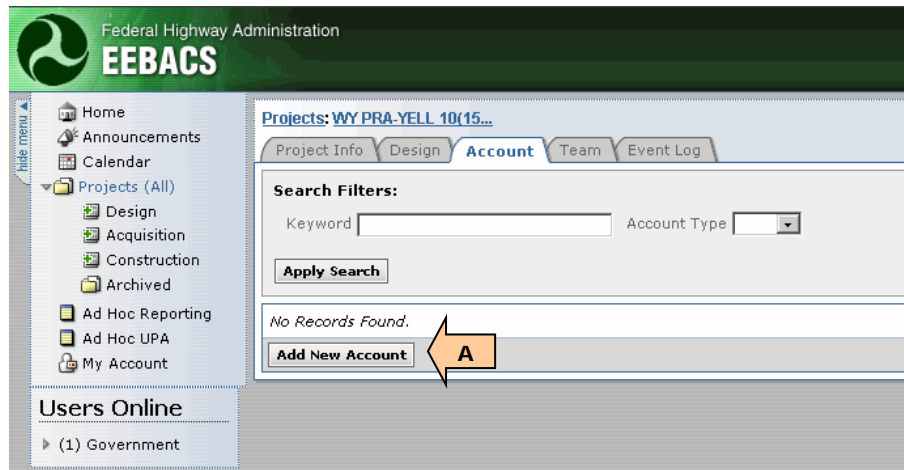 Federal Highway Administration
EEBACS
hide menu
Home
Announcements
Calendar
Projects (All)
Design
Acquisition
Construction
Archived
Ad Hoc Reporting
Ad Hoc UPA
My Account
Users Online
(1) Government
Projects: WY PRA-YELL 10(15...
Project Info Design Account Team Event Log
Search Filters:
Keyword Account Type
Apply Search
No Records Found.
Add New Account A